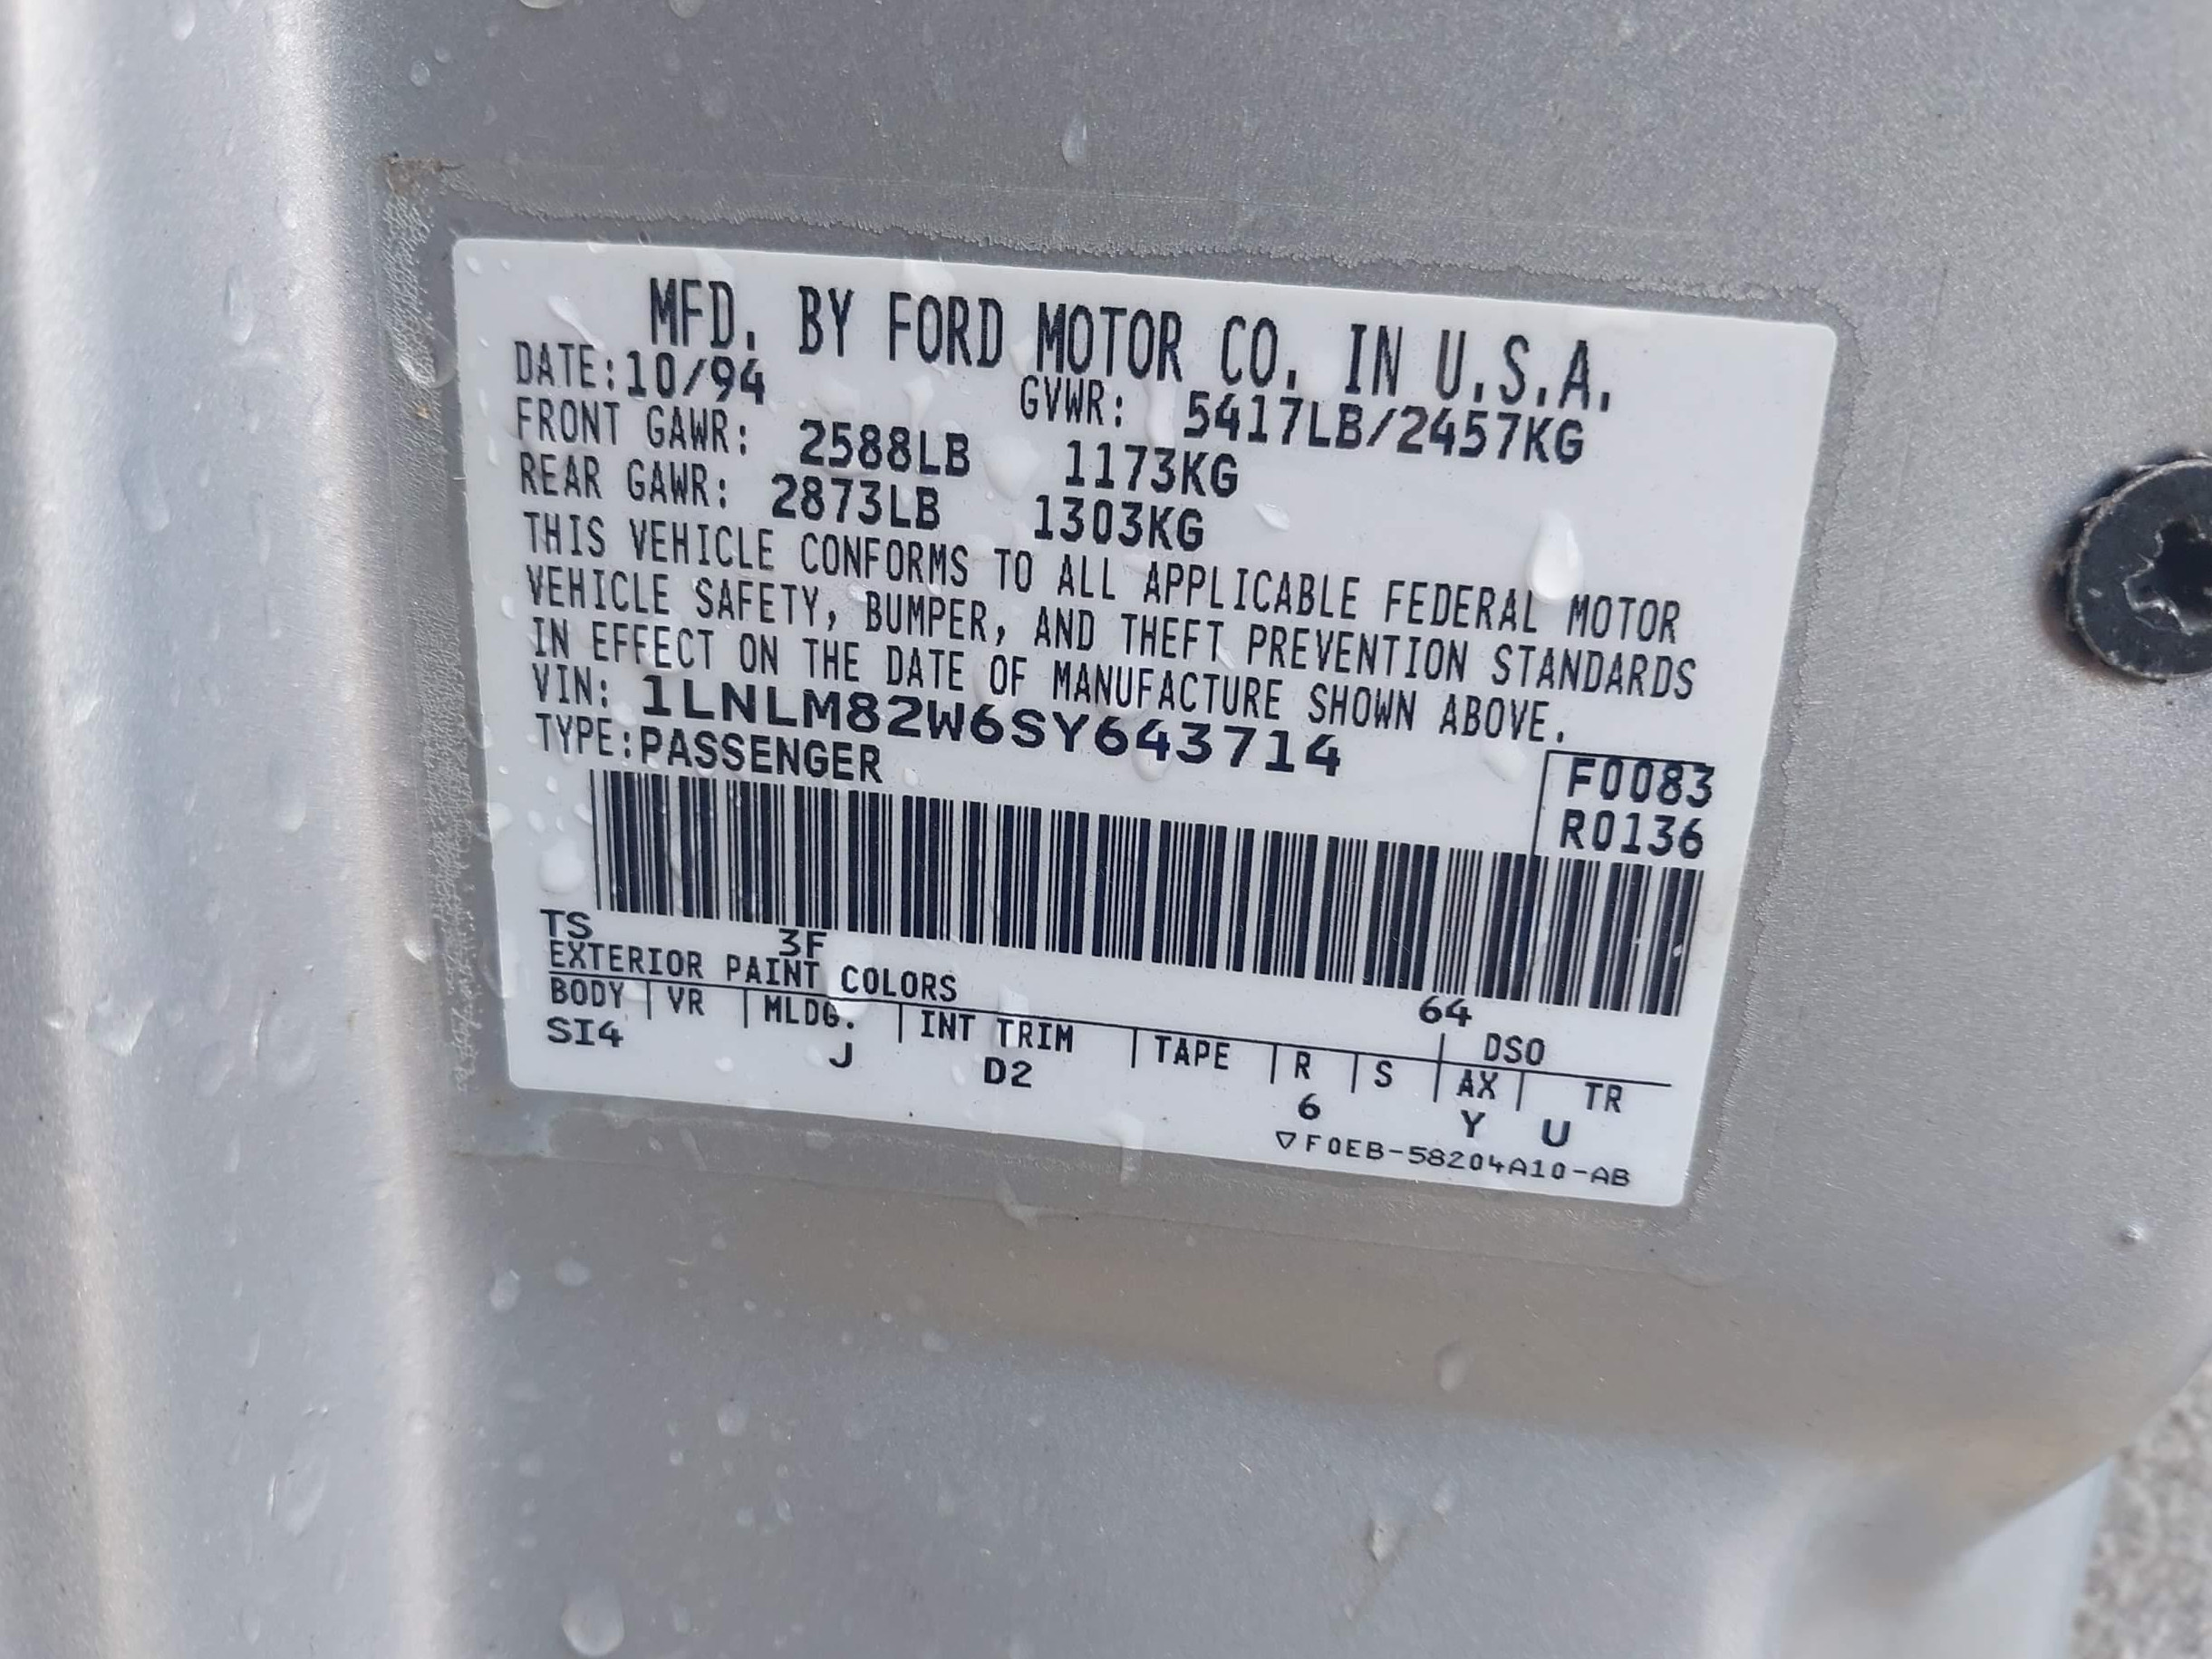 MFD. BY FORD MOTOR CO. IN U.S.A.
DATE: 10/94 GVWR: 5417LB/2457KG
FRONT GAWR: 2588LB 1173KG
REAR GAWR: 2873LB 1303KG
THIS VEHICLE CONFORMS TO ALL APPLICABLE FEDERAL MOTOR
VEHICLE SAFETY, BUMPER, AND THEFT PREVENTION STANDARDS
IN EFFECT ON THE DATE OF MANUFACTURE SHOWN ABOVE.
VIN: 1LNLM82W6SY643714
TYPE: PASSENGER
F0083
R0136
TS 3F 64
EXTERIOR PAINT COLORS DSO
BODY VR MLDG. INT TRIM TAPE R S AX TR
SI4 J D2 6 Y U
▽F0EB-58204A10-AB